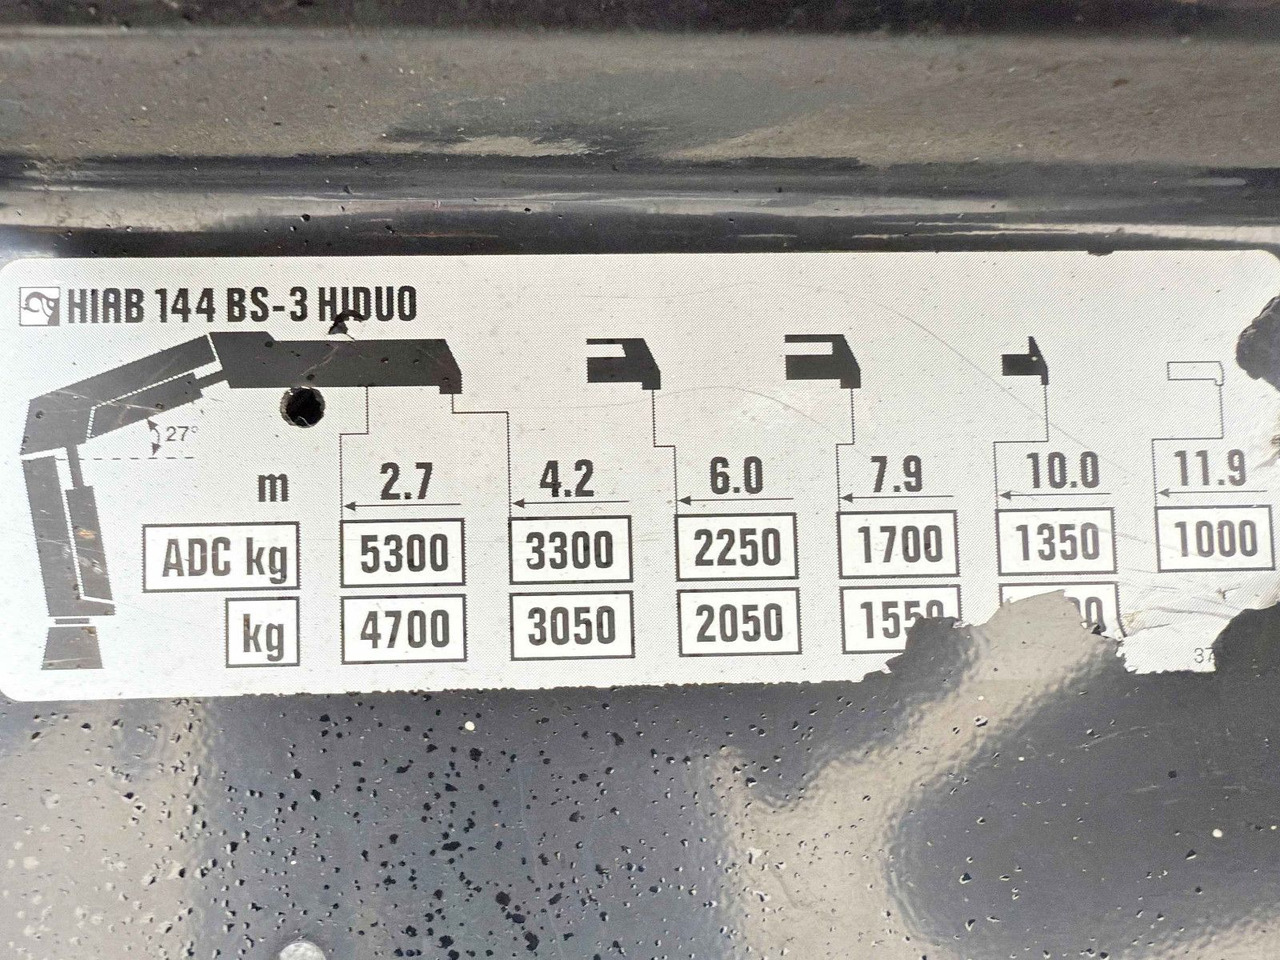 HIAB 144 BS-3 HIDUO
27°
m 2.7 4.2 6.0 7.9 10.0 11.9
ADC kg 5300 3300 2250 1700 1350 1000
kg 4700 3050 2050 1550